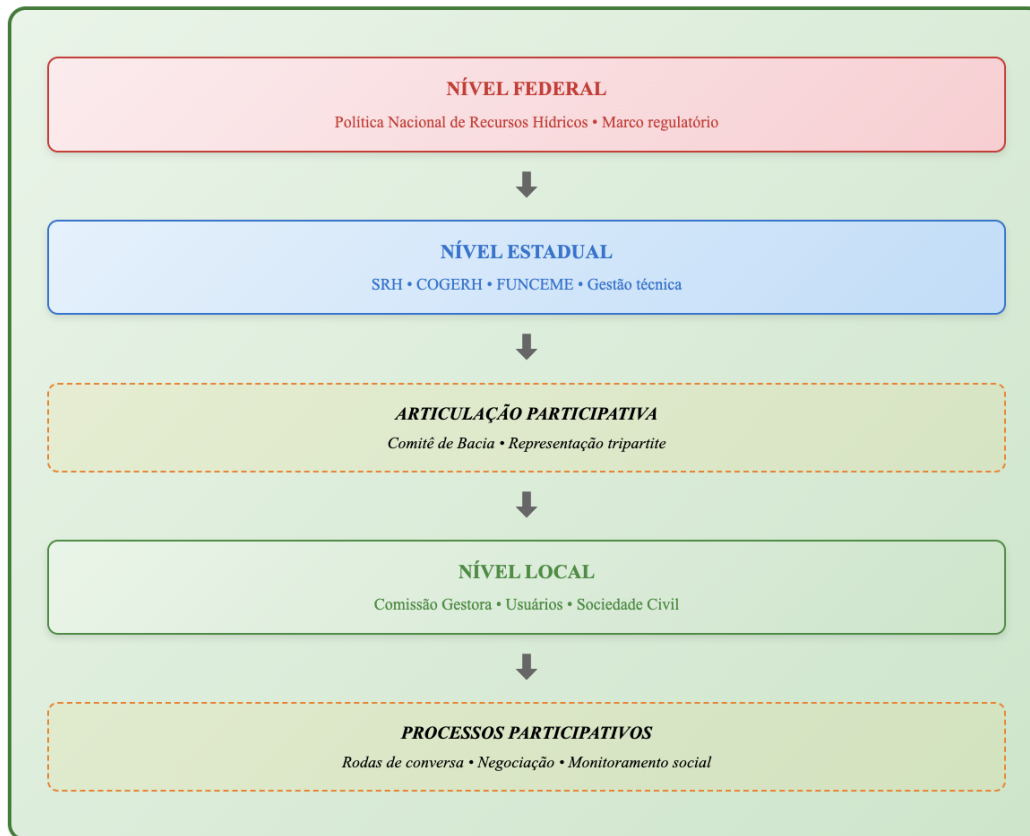 NÍVEL FEDERAL
Política Nacional de Recursos Hídricos • Marco regulatório
NÍVEL ESTADUAL
SRH • COGERH • FUNCEME • Gestão técnica
ARTICULAÇÃO PARTICIPATIVA
Comitê de Bacia • Representação tripartite
NÍVEL LOCAL
Comissão Gestora • Usuários • Sociedade Civil
PROCESSOS PARTICIPATIVOS
Rodas de conversa • Negociação • Monitoramento social